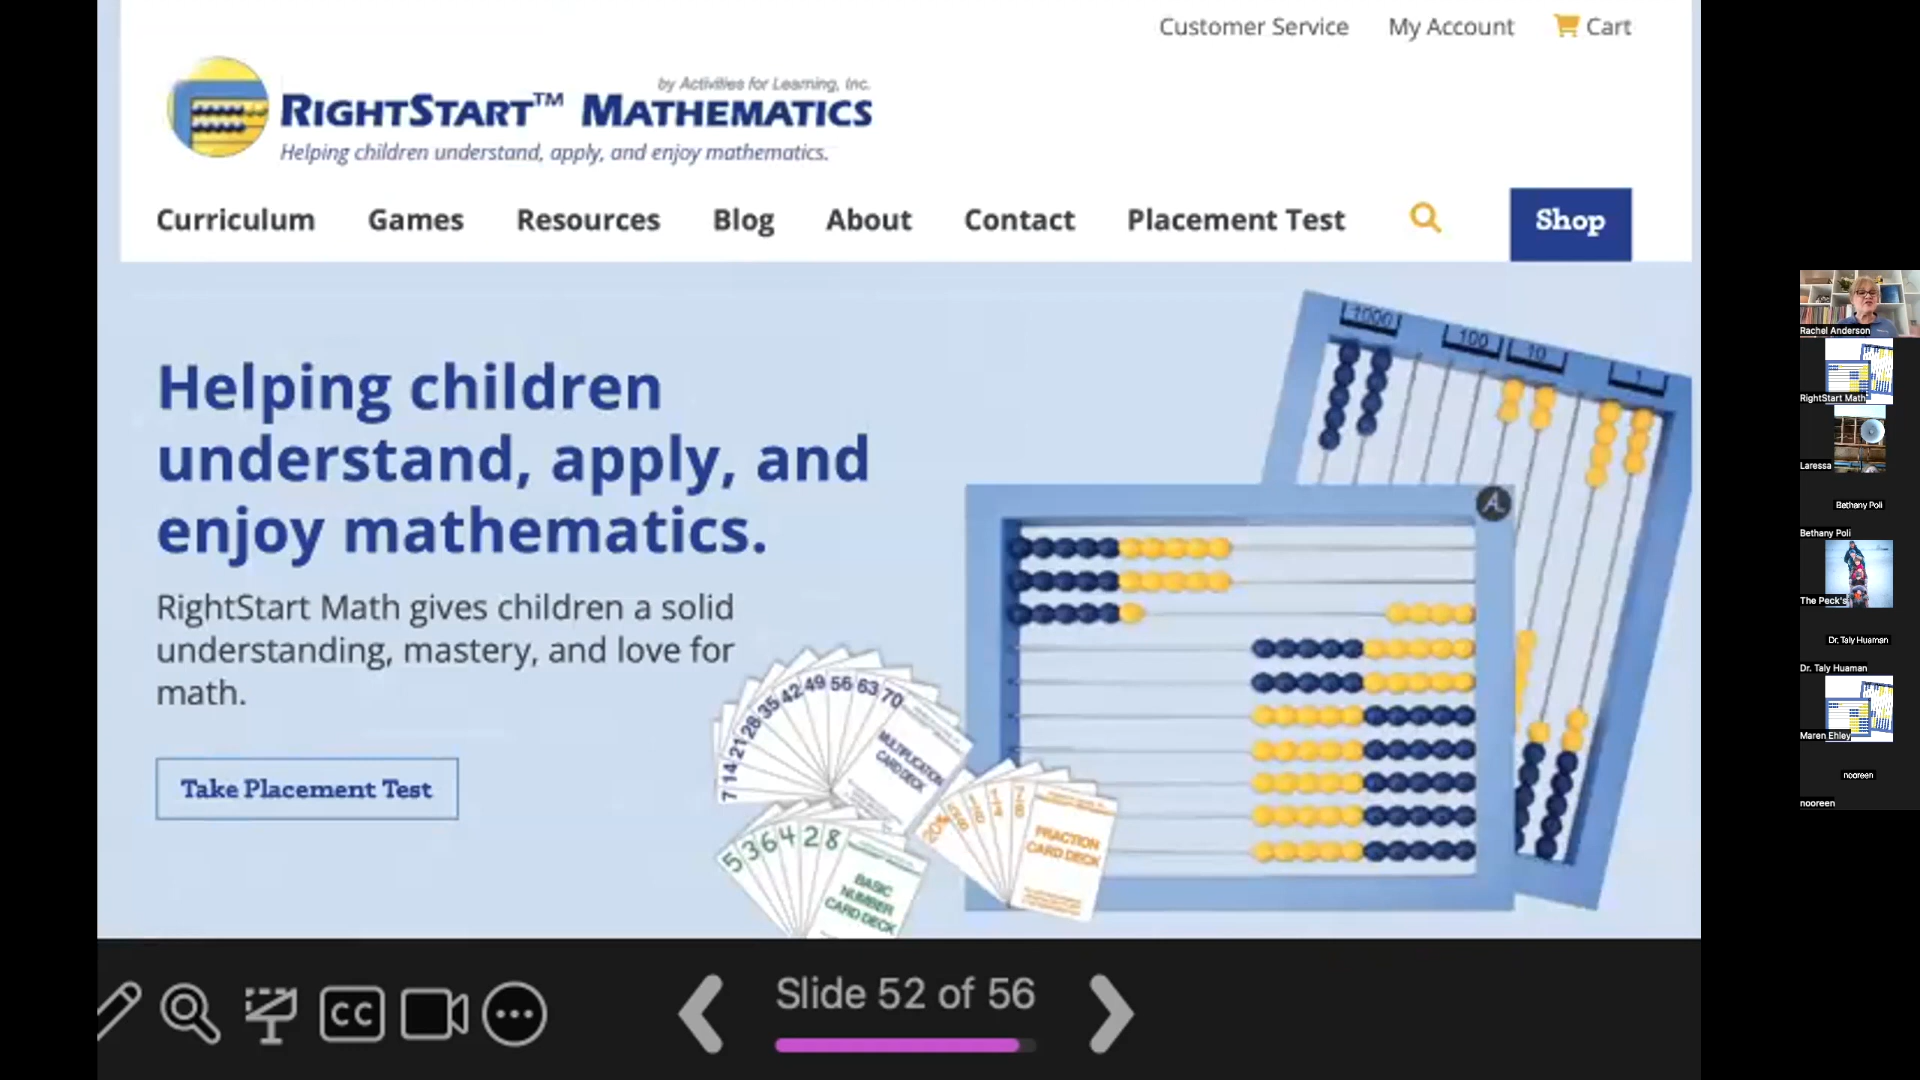 Customer Service My Account Cart
by Activities for Learning, Inc.
RIGHTSTART™ MATHEMATICS
Helping children understand, apply, and enjoy mathematics.
Curriculum Games Resources Blog About Contact Placement Test Shop
Helping children
understand, apply, and
enjoy mathematics.
RightStart Math gives children a solid
understanding, mastery, and love for
math.
Take Placement Test
1000 100 10 1
AL
7 14 21 28 35 42 49 56 63 70
MULTIPLICATION
CARD DECK
5 3 6 4 2 8
BASIC
NUMBER
CARD DECK
20%
FRACTION
CARD DECK
CC
Slide 52 of 56
Rachel Anderson
RightStart Math
Laressa
Bethany Poli
Bethany Poli
The Peck's
Dr. Taly Huaman
Dr. Taly Huaman
Maren Ehley
nooreen
nooreen